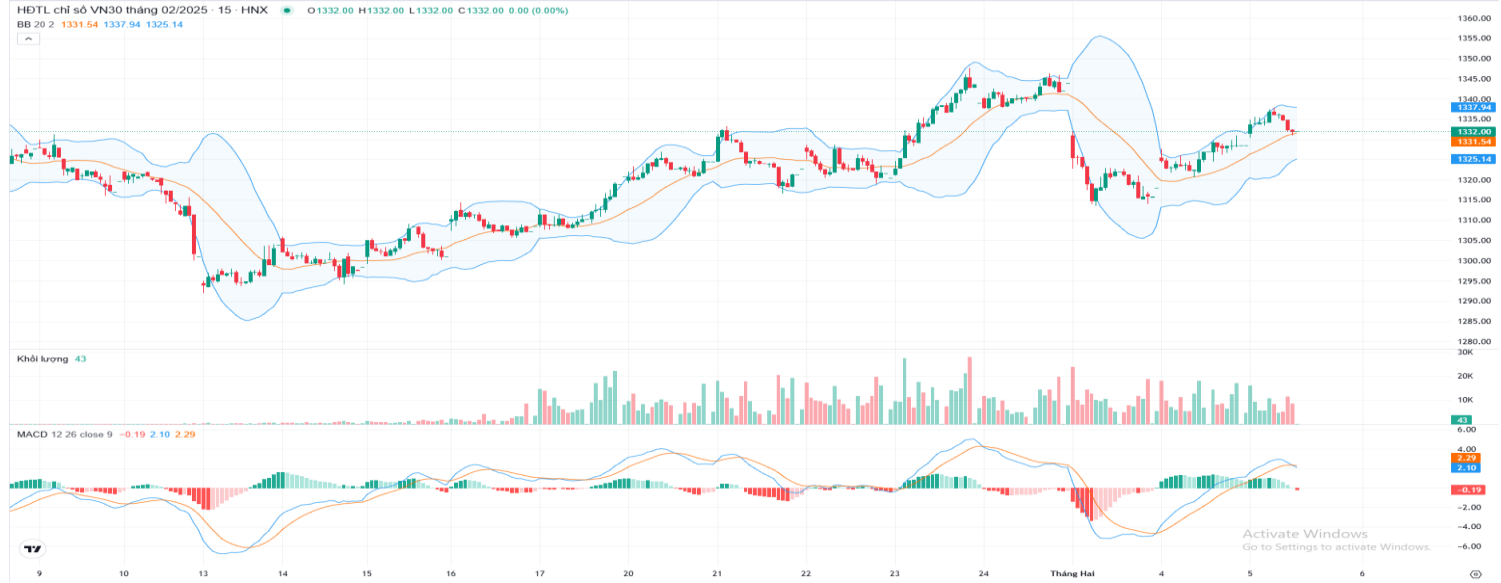 HĐTL chỉ số VN30 tháng 02/2025 · 15 · HNX O1332.00 H1332.00 L1332.00 C1332.00 0.00 (0.00%)
BB 20 2 1331.54 1337.94 1325.14
1360.00
1355.00
1350.00
1345.00
1340.00
1337.94
1335.00
1332.00
1331.54
1325.14
1320.00
1315.00
1310.00
1305.00
1300.00
1295.00
1290.00
1285.00
1280.00
Khối lượng 43
30K
20K
10K
43
MACD 12 26 close 9 −0.19 2.10 2.29
6.00
4.00
2.29
2.10
−0.19
−2.00
−4.00
−6.00
Activate Windows
Go to Settings to activate Windows.
9 10 13 14 15 16 17 20 21 22 23 24 Tháng Hai 4 5 6